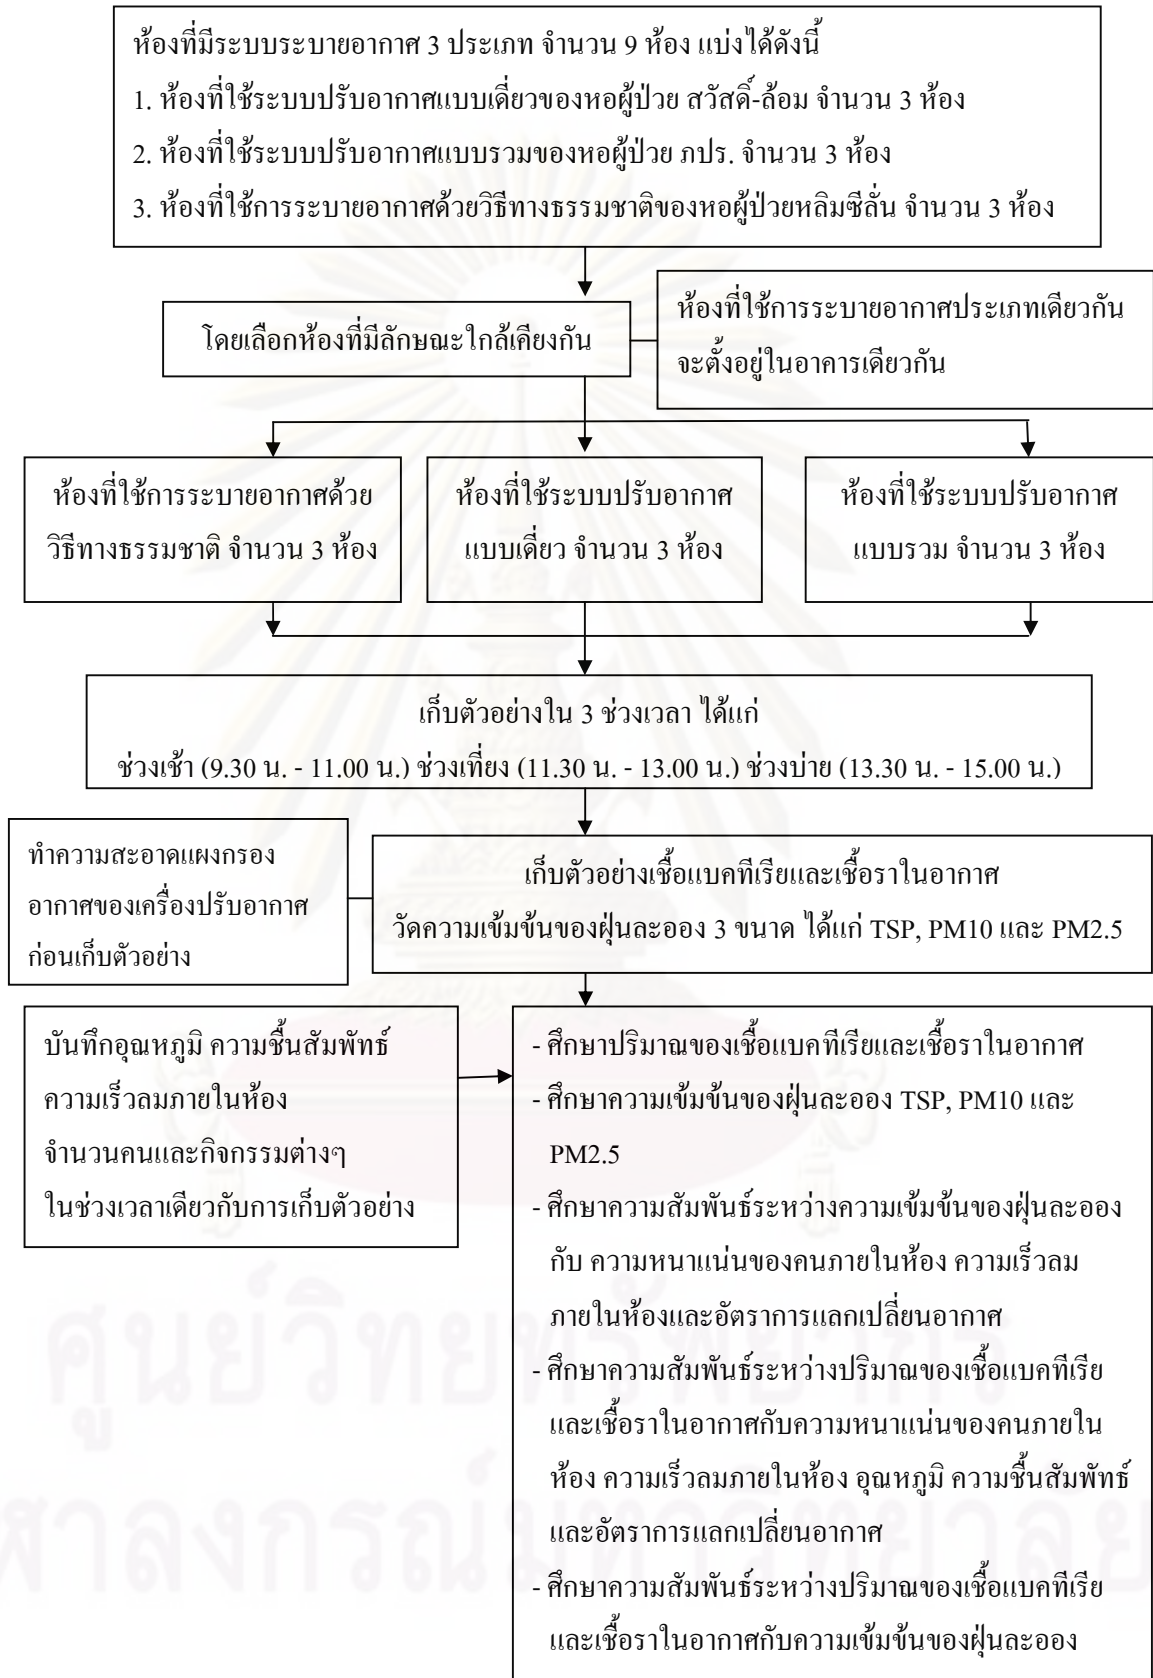 ห้องที่มีระบบระบายอากาศ 3 ประเภท จำนวน 9 ห้อง แบ่งได้ดังนี้
1. ห้องที่ใช้ระบบปรับอากาศแบบเดี่ยวของหอผู้ป่วย สวัสดิ์-ล้อม จำนวน 3 ห้อง
2. ห้องที่ใช้ระบบปรับอากาศแบบรวมของหอผู้ป่วย ภปร. จำนวน 3 ห้อง
3. ห้องที่ใช้การระบายอากาศด้วยวิธีทางธรรมชาติของหอผู้ป่วยหลิมซีลั่น จำนวน 3 ห้อง
โดยเลือกห้องที่มีลักษณะใกล้เคียงกัน
ห้องที่ใช้การระบายอากาศประเภทเดียวกัน
จะตั้งอยู่ในอาคารเดียวกัน
ห้องที่ใช้การระบายอากาศด้วย
วิธีทางธรรมชาติ จำนวน 3 ห้อง
ห้องที่ใช้ระบบปรับอากาศ
แบบเดี่ยว จำนวน 3 ห้อง
ห้องที่ใช้ระบบปรับอากาศ
แบบรวม จำนวน 3 ห้อง
เก็บตัวอย่างใน 3 ช่วงเวลา ได้แก่
ช่วงเช้า (9.30 น. - 11.00 น.) ช่วงเที่ยง (11.30 น. - 13.00 น.) ช่วงบ่าย (13.30 น. - 15.00 น.)
ทำความสะอาดแผงกรอง
อากาศของเครื่องปรับอากาศ
ก่อนเก็บตัวอย่าง
เก็บตัวอย่างเชื้อแบคทีเรียและเชื้อราในอากาศ
วัดความเข้มข้นของฝุ่นละออง 3 ขนาด ได้แก่ TSP, PM10 และ PM2.5
บันทึกอุณหภูมิ ความชื้นสัมพัทธ์
ความเร็วลมภายในห้อง
จำนวนคนและกิจกรรมต่างๆ
ในช่วงเวลาเดียวกับการเก็บตัวอย่าง
- ศึกษาปริมาณของเชื้อแบคทีเรียและเชื้อราในอากาศ
- ศึกษาความเข้มข้นของฝุ่นละออง TSP, PM10 และ
PM2.5
- ศึกษาความสัมพันธ์ระหว่างความเข้มข้นของฝุ่นละออง
กับ ความหนาแน่นของคนภายในห้อง ความเร็วลม
ภายในห้องและอัตราการแลกเปลี่ยนอากาศ
- ศึกษาความสัมพันธ์ระหว่างปริมาณของเชื้อแบคทีเรีย
และเชื้อราในอากาศกับความหนาแน่นของคนภายใน
ห้อง ความเร็วลมภายในห้อง อุณหภูมิ ความชื้นสัมพัทธ์
และอัตราการแลกเปลี่ยนอากาศ
- ศึกษาความสัมพันธ์ระหว่างปริมาณของเชื้อแบคทีเรีย
และเชื้อราในอากาศกับความเข้มข้นของฝุ่นละออง
ศูนย์วิทยทรัพยากร
ฬาลงกรณ์มหาวิทยาลัย